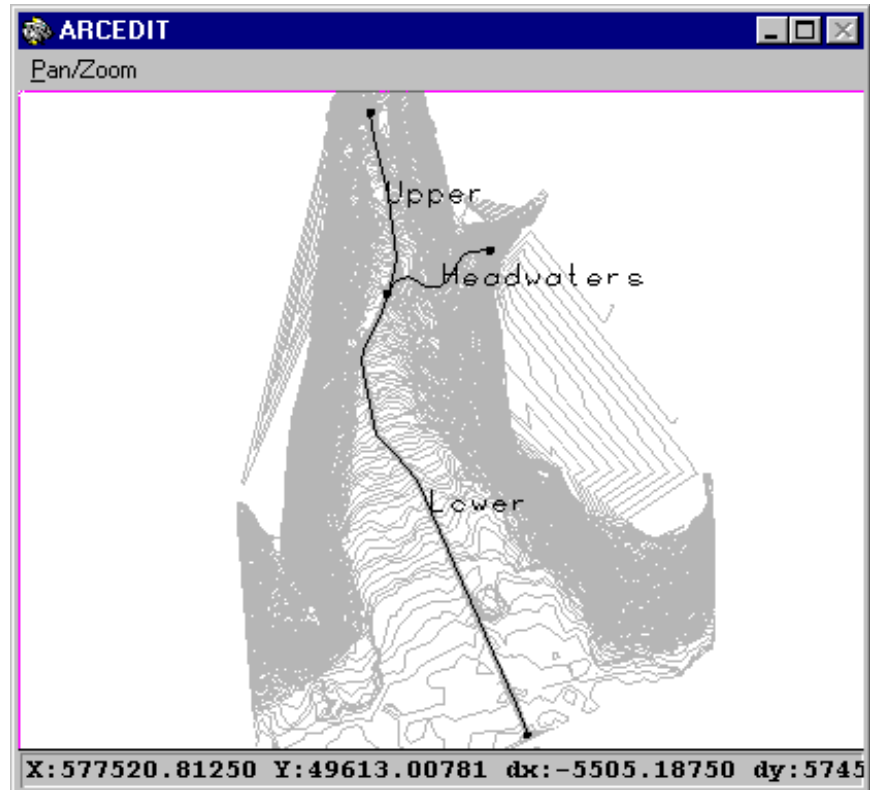 ARCEDIT
Pan/Zoom
Upper
Headwaters
Lower
X:577520.81250 Y:49613.00781 dx:-5505.18750 dy:5745